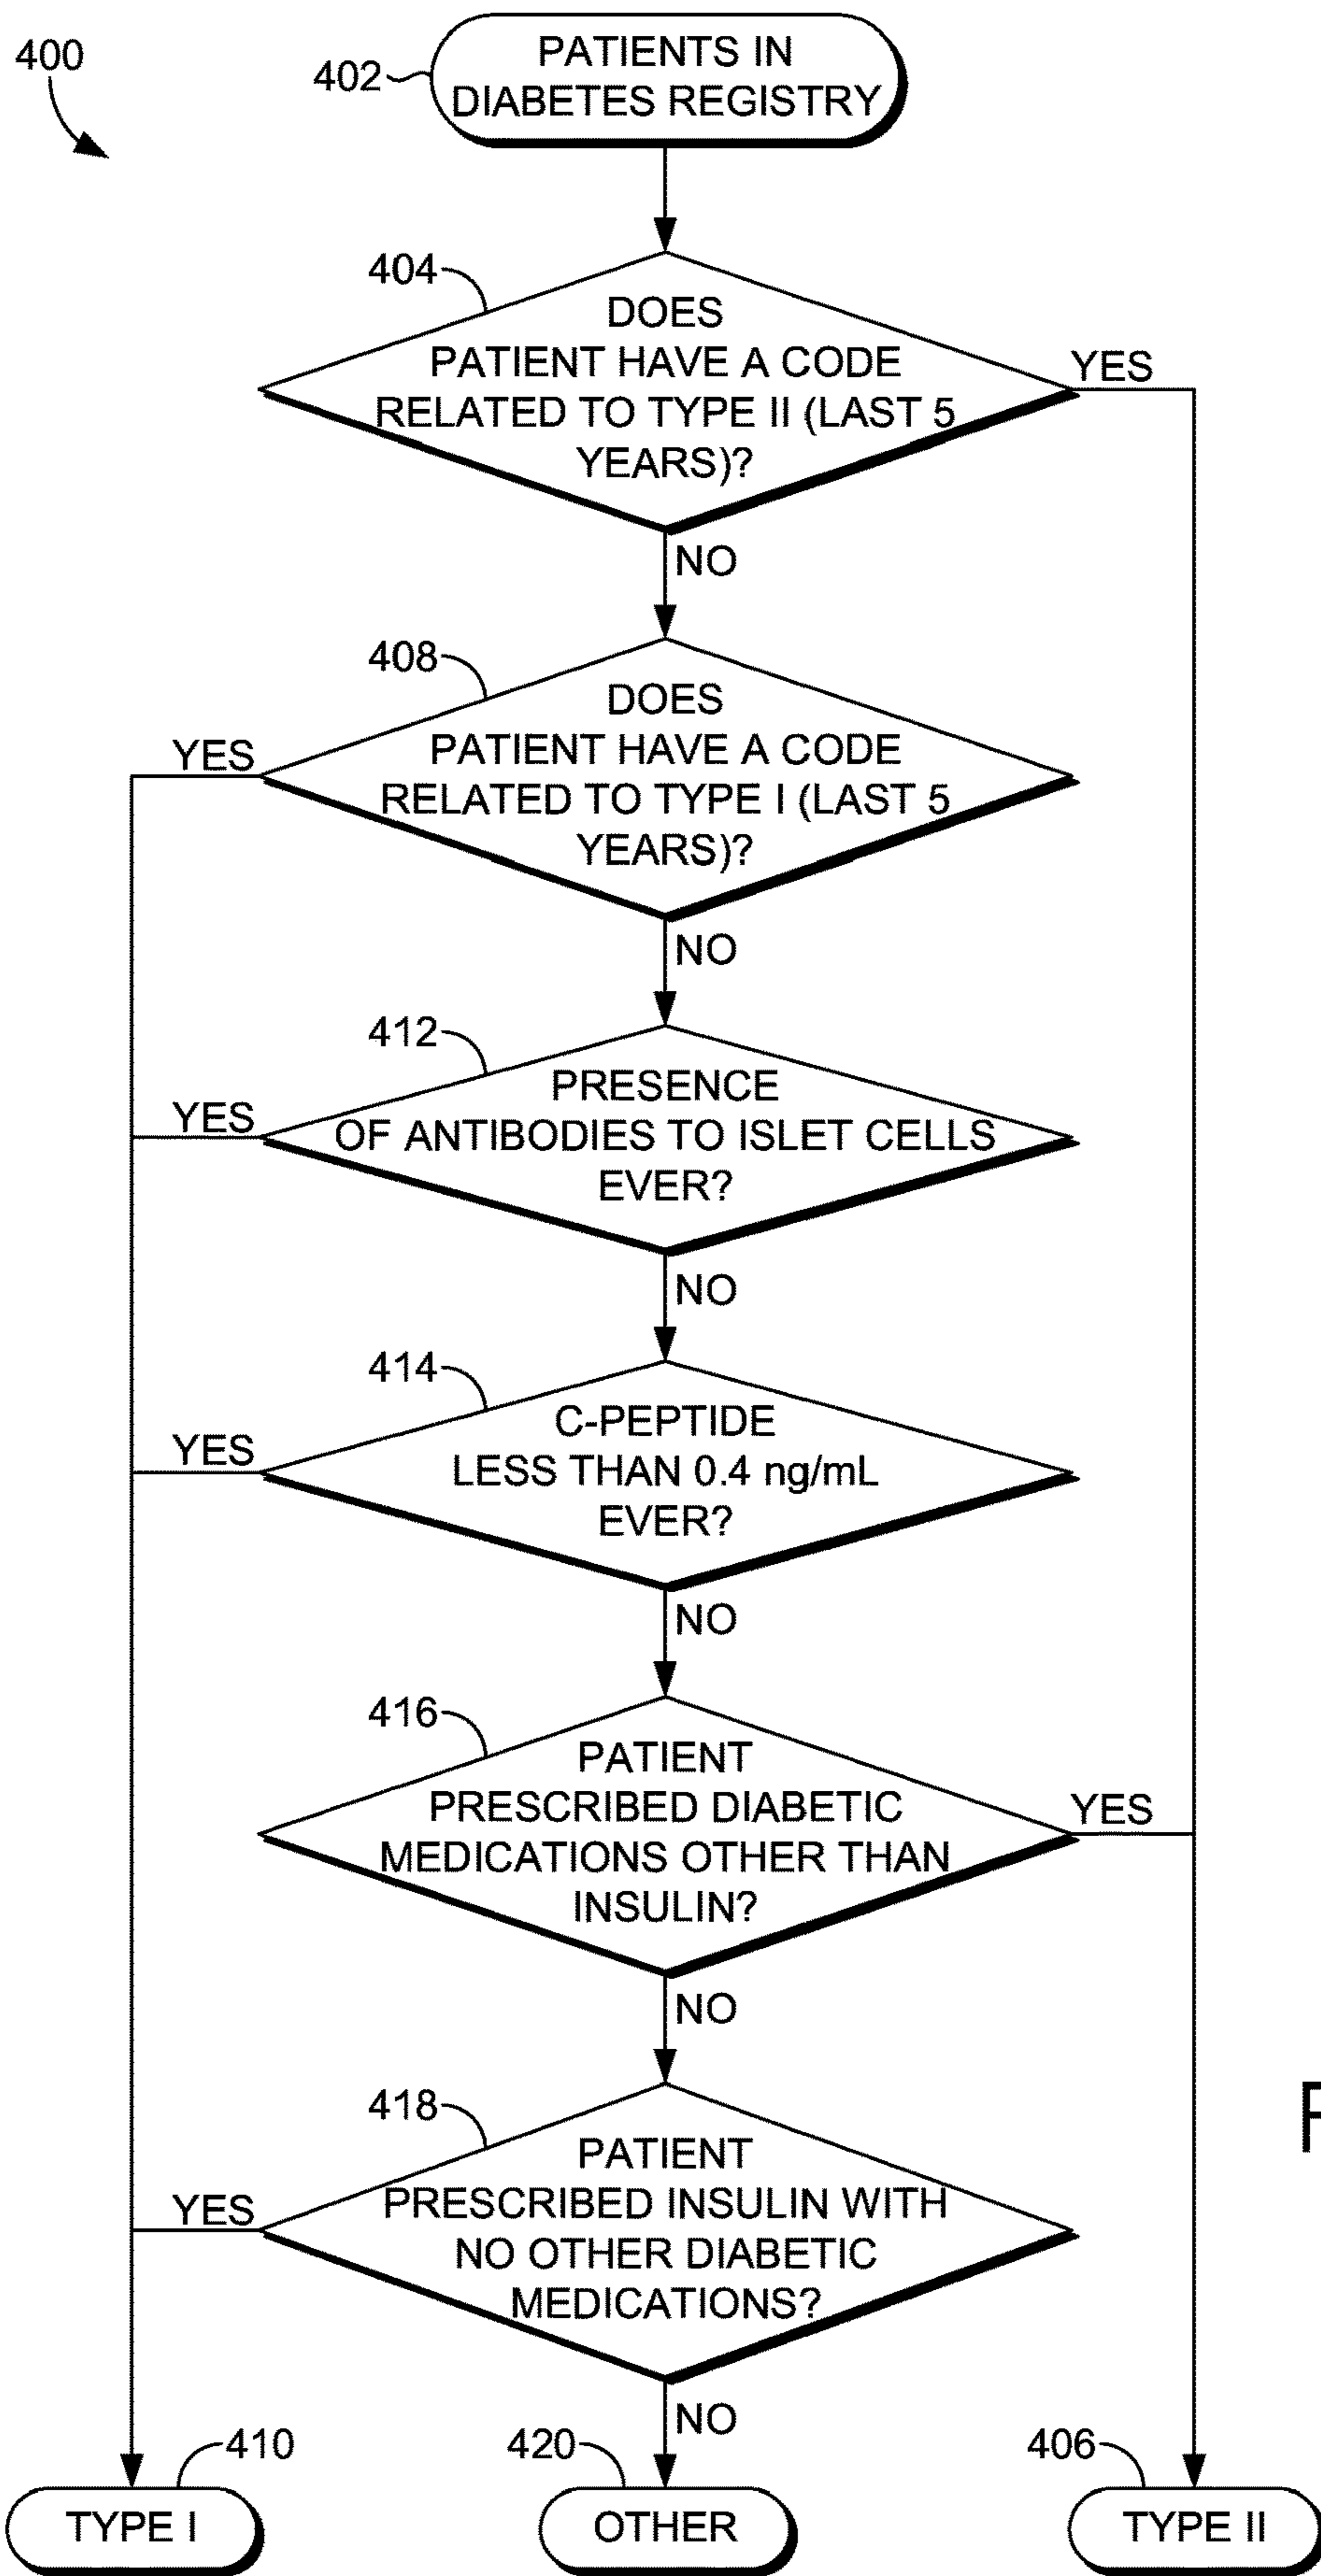 400
402
PATIENTS IN
DIABETES REGISTRY
404
DOES
PATIENT HAVE A CODE
RELATED TO TYPE II (LAST 5
YEARS)?
YES
NO
408
DOES
PATIENT HAVE A CODE
RELATED TO TYPE I (LAST 5
YEARS)?
YES
NO
412
PRESENCE
OF ANTIBODIES TO ISLET CELLS
EVER?
YES
NO
414
C-PEPTIDE
LESS THAN 0.4 ng/mL
EVER?
YES
NO
416
PATIENT
PRESCRIBED DIABETIC
MEDICATIONS OTHER THAN
INSULIN?
YES
NO
418
PATIENT
PRESCRIBED INSULIN WITH
NO OTHER DIABETIC
MEDICATIONS?
YES
NO
410
420
406
TYPE I
OTHER
TYPE II